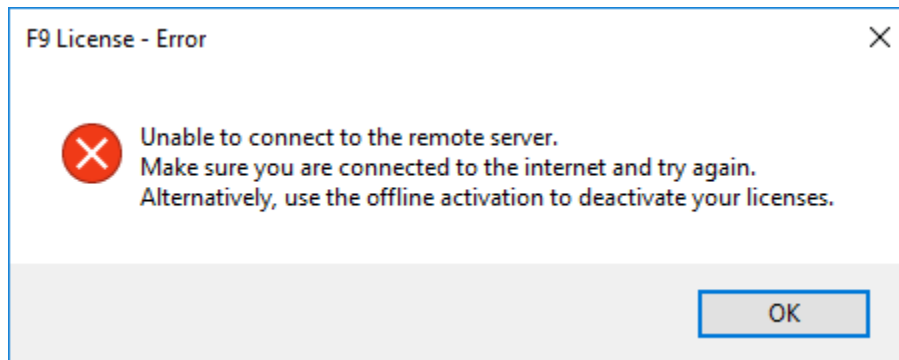 F9 License - Error
Unable to connect to the remote server.
Make sure you are connected to the internet and try again.
Alternatively, use the offline activation to deactivate your licenses.
OK